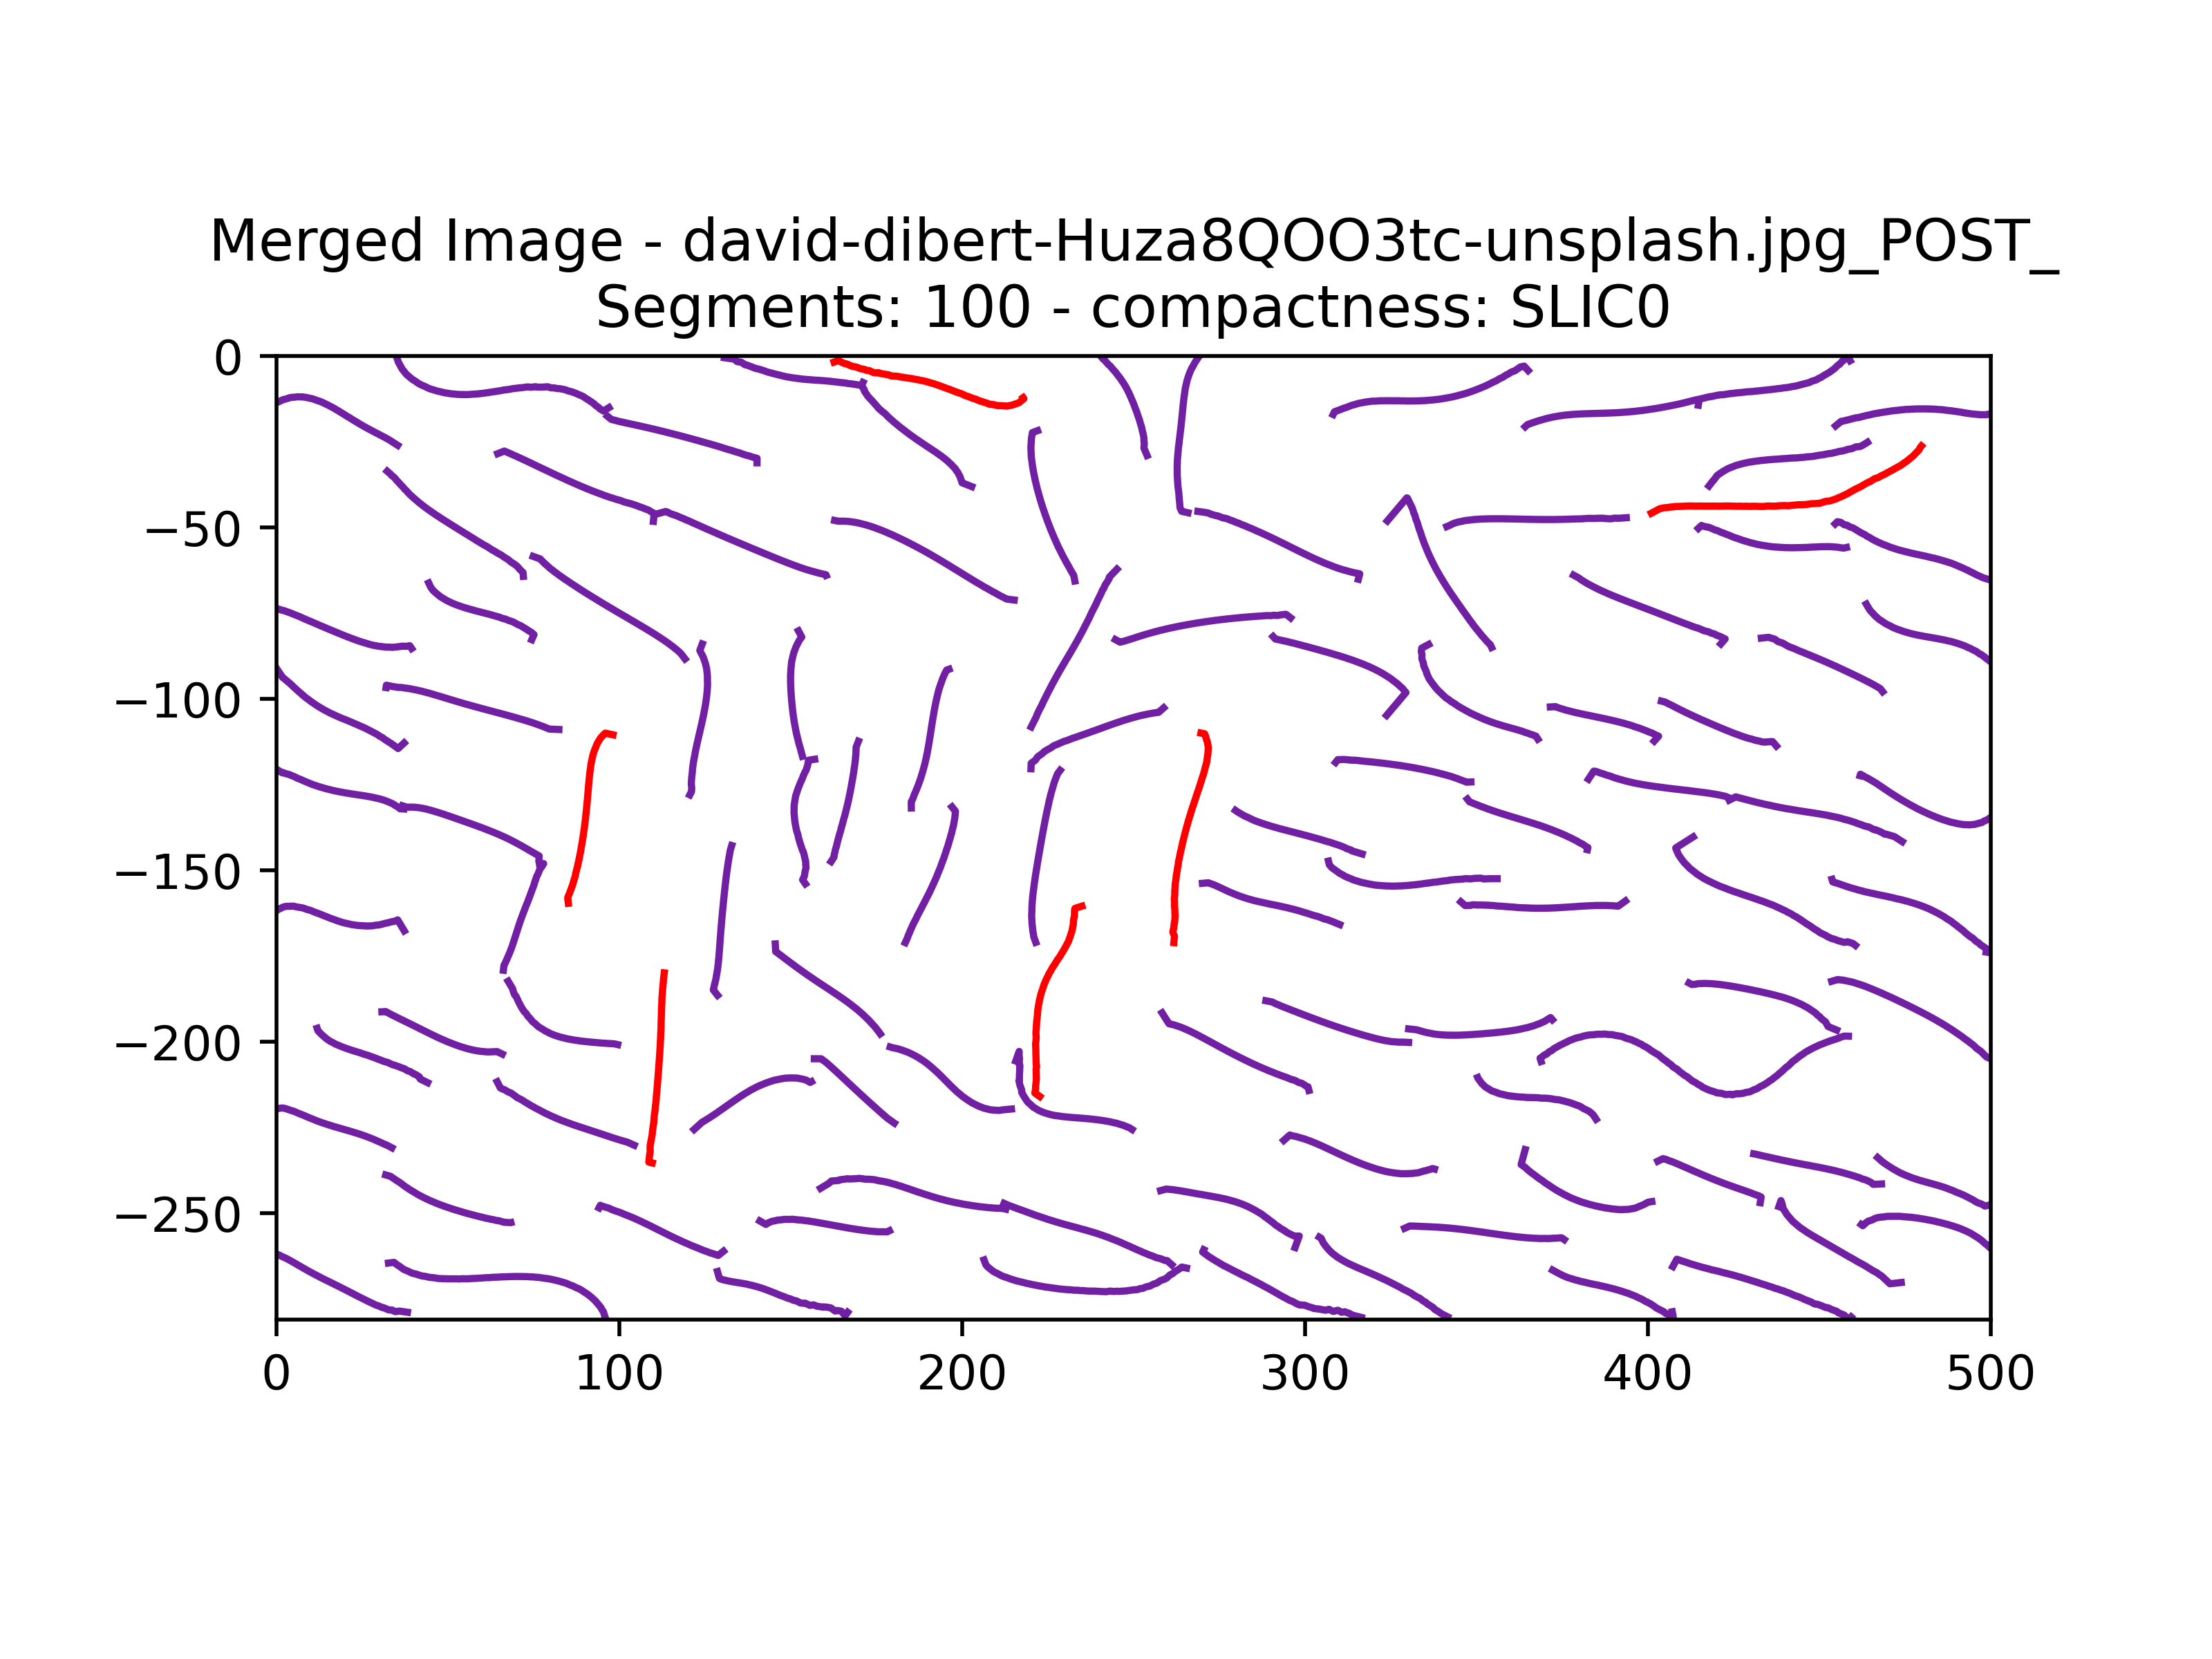 Merged Image - david-dibert-Huza8QOO3tc-unsplash.jpg_POST_
Segments: 100 - compactness: SLIC0
0
−50
−100
−150
−200
−250
0 100 200 300 400 500